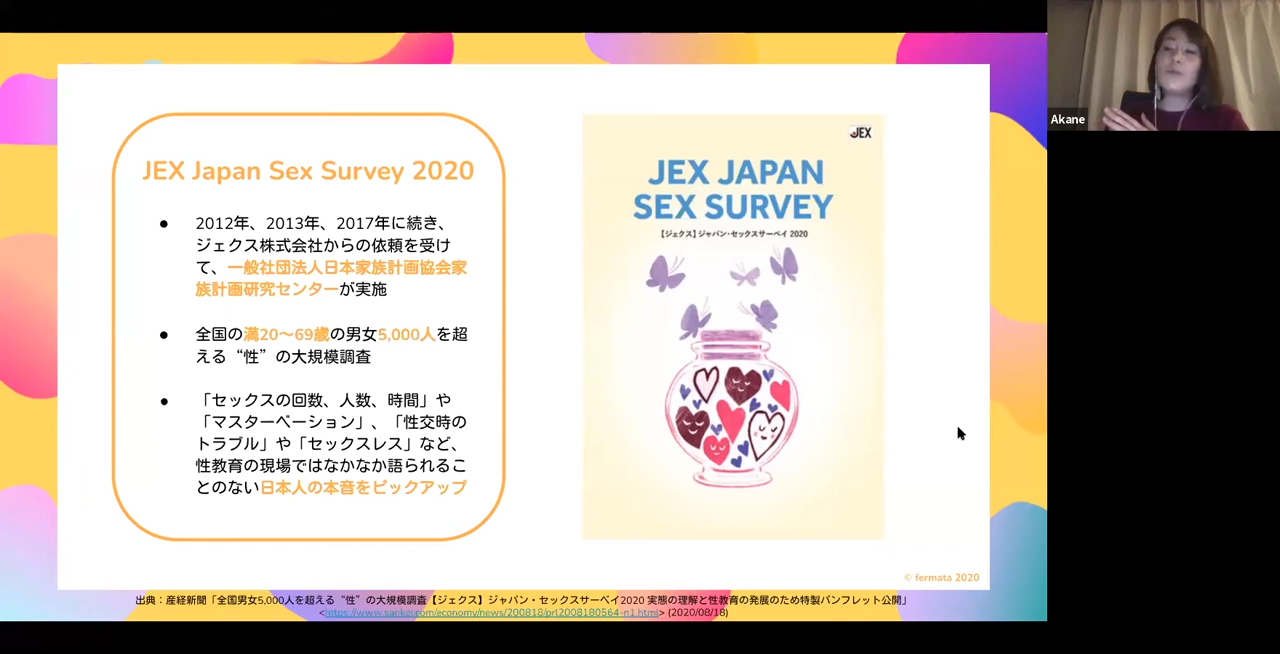 JEX Japan Sex Survey 2020
● 2012年、2013年、2017年に続き、
ジェクス株式会社からの依頼を受け
て、一般社団法人日本家族計画協会家
族計画研究センターが実施
● 全国の満20〜69歳の男女5,000人を超
える“性”の大規模調査
● 「セックスの回数、人数、時間」や
「マスターベーション」、「性交時の
トラブル」や「セックスレス」など、
性教育の現場ではなかなか語られるこ
とのない日本人の本音をピックアップ
JEX
JEX JAPAN
SEX SURVEY
【ジェクス】ジャパン・セックスサーベイ 2020
© fermata 2020
出典：産経新聞「全国男女5,000人を超える“性”の大規模調査【ジェクス】ジャパン・セックスサーベイ2020 実態の理解と性教育の発展のため特製パンフレット公開」
<https://www.sankei.com/economy/news/200818/prl2008180564-n1.html> (2020/08/18)
Akane